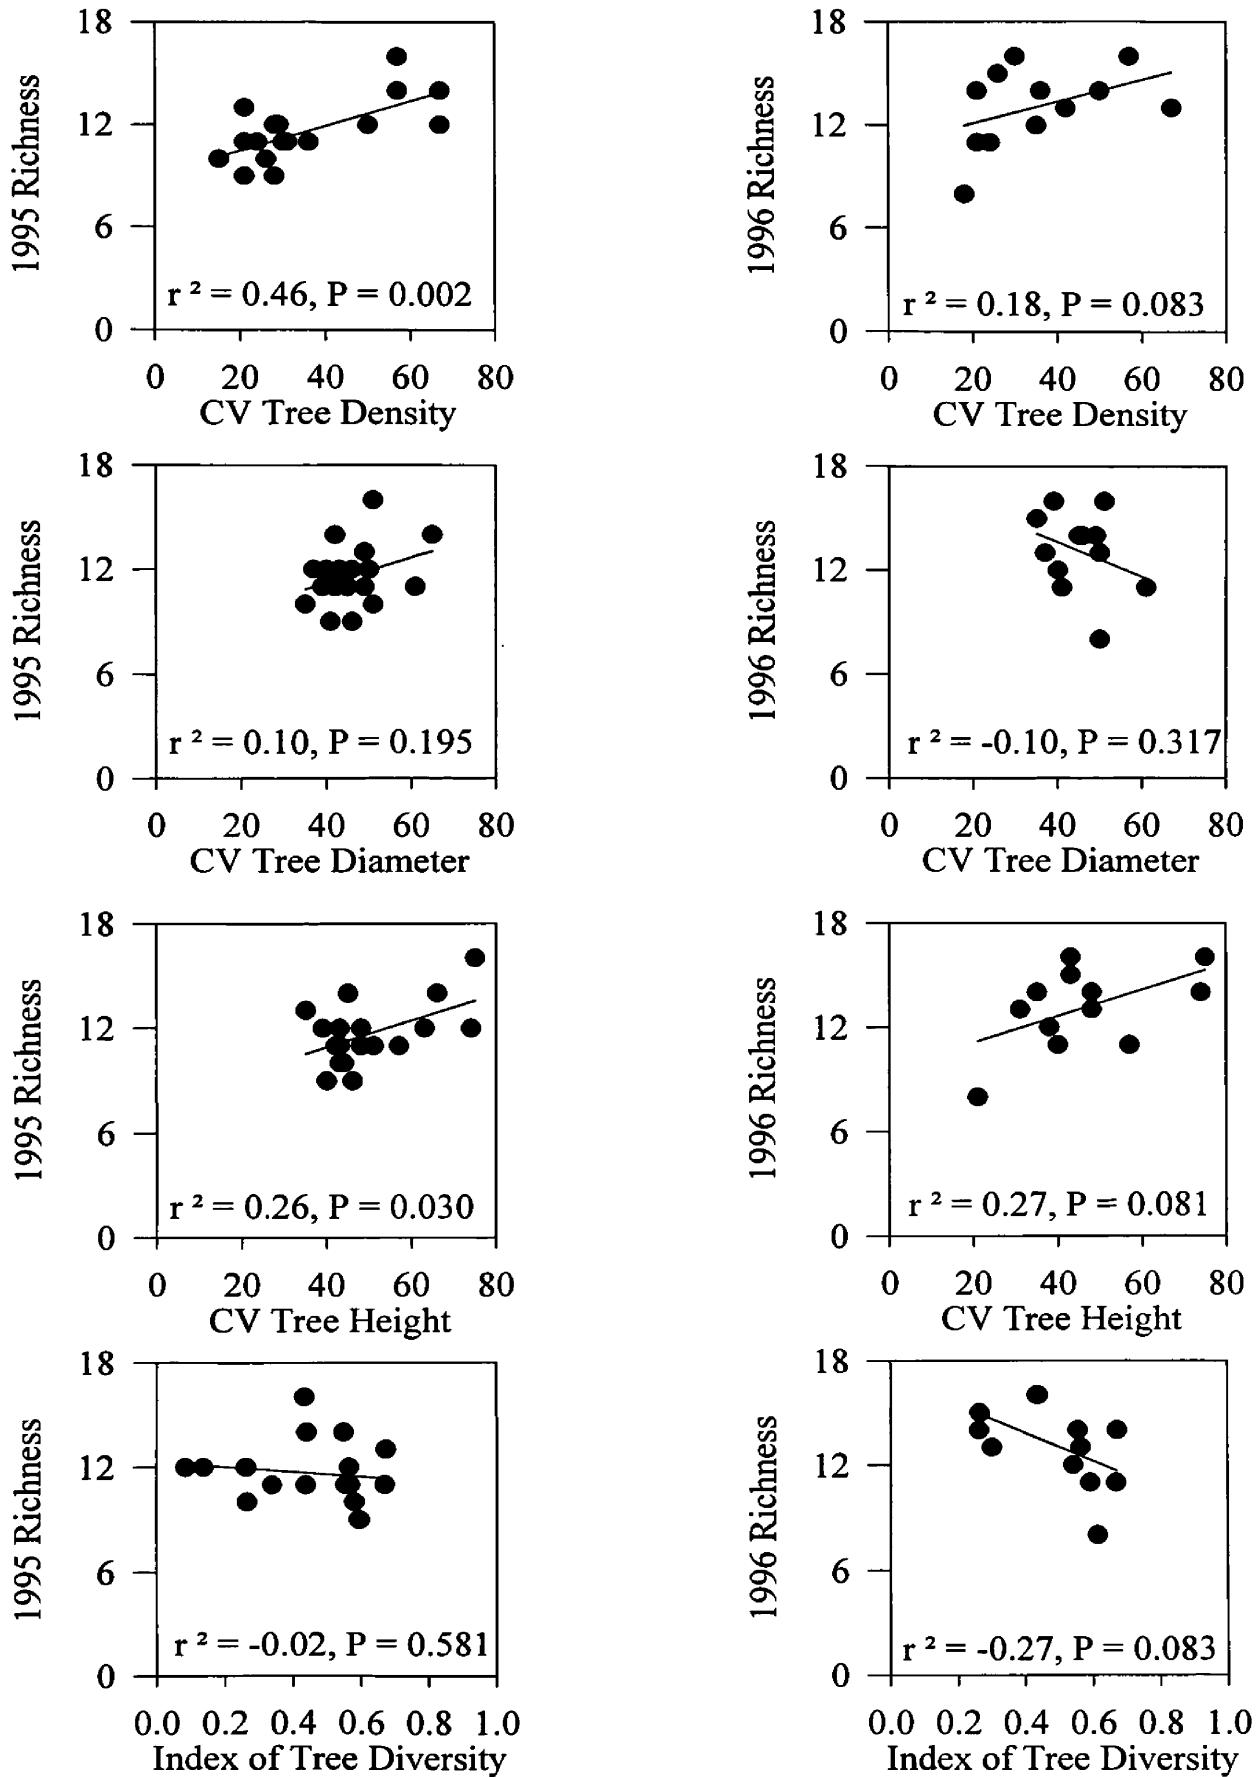 18
12
6
0
1995 Richness
r ² = 0.46, P = 0.002
0 20 40 60 80
CV Tree Density
18
12
6
0
1996 Richness
r ² = 0.18, P = 0.083
0 20 40 60 80
CV Tree Density
18
12
6
0
1995 Richness
r ² = 0.10, P = 0.195
0 20 40 60 80
CV Tree Diameter
18
12
6
0
1996 Richness
r ² = -0.10, P = 0.317
0 20 40 60 80
CV Tree Diameter
18
12
6
0
1995 Richness
r ² = 0.26, P = 0.030
0 20 40 60 80
CV Tree Height
18
12
6
0
1996 Richness
r ² = 0.27, P = 0.081
0 20 40 60 80
CV Tree Height
18
12
6
0
1995 Richness
r ² = -0.02, P = 0.581
0.0 0.2 0.4 0.6 0.8 1.0
Index of Tree Diversity
18
12
6
0
1996 Richness
r ² = -0.27, P = 0.083
0.0 0.2 0.4 0.6 0.8 1.0
Index of Tree Diversity